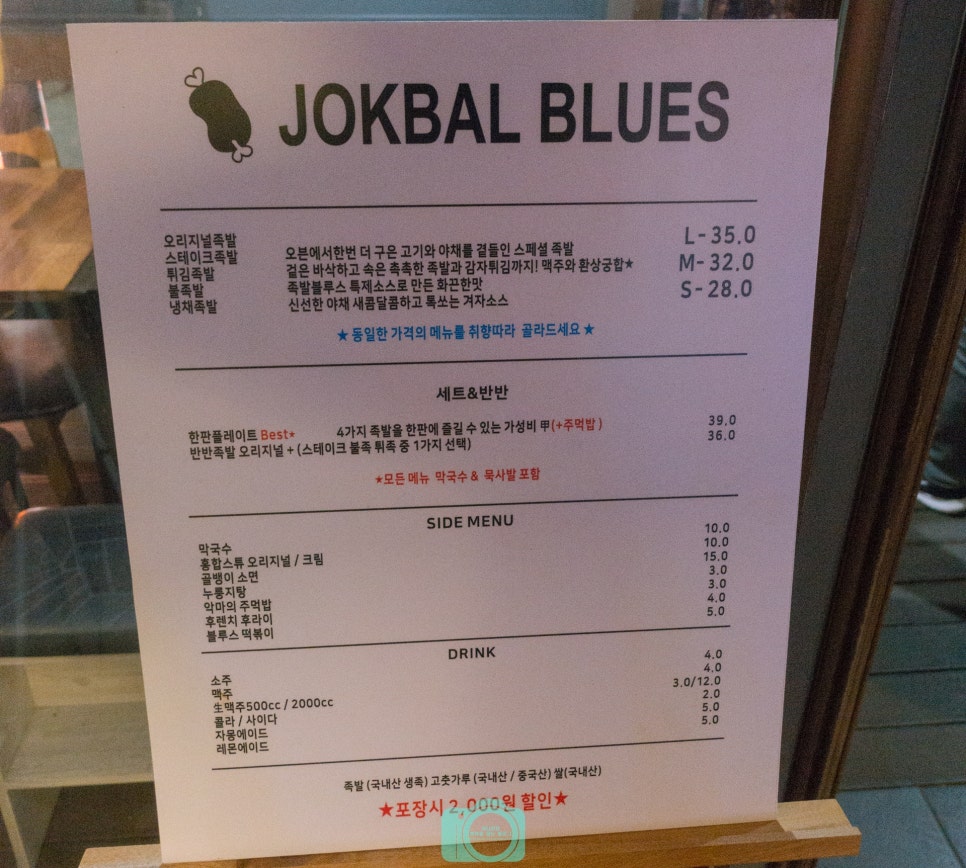 JOKBAL BLUES
오리지널족발
스테이크족발 오븐에서한번 더 구운 고기와 야채를 곁들인 스페셜 족발
튀김족발 겉은 바삭하고 속은 촉촉한 족발과 감자튀김까지! 맥주와 환상궁합★
불족발 족발블루스 특제소스로 만든 화끈한맛
냉채족발 신선한 야채 새콤달콤하고 톡쏘는 겨자소스
L- 35.0
M- 32.0
S- 28.0
★ 동일한 가격의 메뉴를 취향따라 골라드세요 ★
세트&반반
한판플레이트 Best★ 4가지 족발을 한판에 즐길 수 있는 가성비 甲(+주먹밥) 39.0
반반족발 오리지널 + (스테이크 불족 튀족 중 1가지 선택) 36.0
★모든 메뉴 막국수 & 묵사발 포함
SIDE MENU
막국수 10.0
홍합스튜 오리지널 / 크림 10.0
골뱅이 소면 15.0
누룽지탕 3.0
악마의 주먹밥 3.0
후렌치 후라이 4.0
블루스 떡볶이 5.0
DRINK
소주 4.0
맥주 4.0
生맥주500cc / 2000cc 3.0/12.0
콜라 / 사이다 2.0
자몽에이드 5.0
레몬에이드 5.0
족발 (국내산 생족) 고춧가루 (국내산 / 중국산) 쌀(국내산)
★포장시 2,000원 할인★